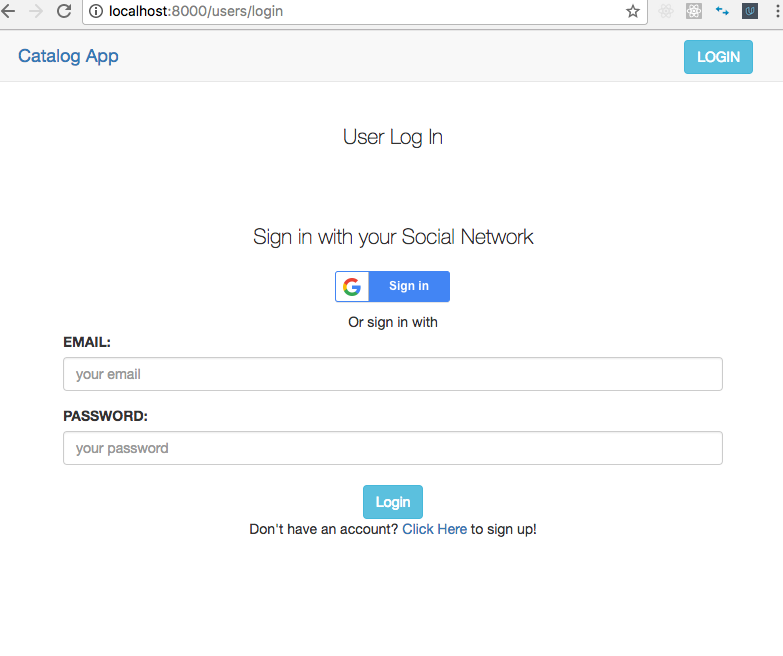 localhost:8000/users/login
Catalog App
LOGIN
User Log In
Sign in with your Social Network
Sign in
Or sign in with
EMAIL:
your email
PASSWORD:
your password
Login
Don't have an account? Click Here to sign up!